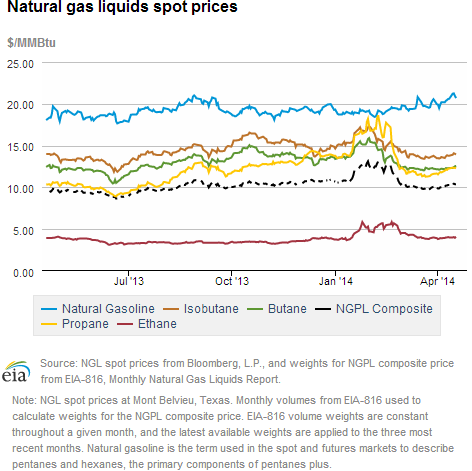 Natural gas liquids spot prices
$/MMBtu
25.00
20.00
15.00
10.00
5.00
0.00
Jul '13
Oct '13
Jan '14
Apr '14
Natural Gasoline
Isobutane
Butane
NGPL Composite
Propane
Ethane
eia
Source: NGL spot prices from Bloomberg, L.P., and weights for NGPL composite price
from EIA-816, Monthly Natural Gas Liquids Report.
Note: NGL spot prices at Mont Belvieu, Texas. Monthly volumes from EIA-816 used to
calculate weights for the NGPL composite price. EIA-816 volume weights are constant
throughout a given month, and the latest available weights are applied to the three most
recent months. Natural gasoline is the term used in the spot and futures markets to describe
pentanes and hexanes, the primary components of pentanes plus.